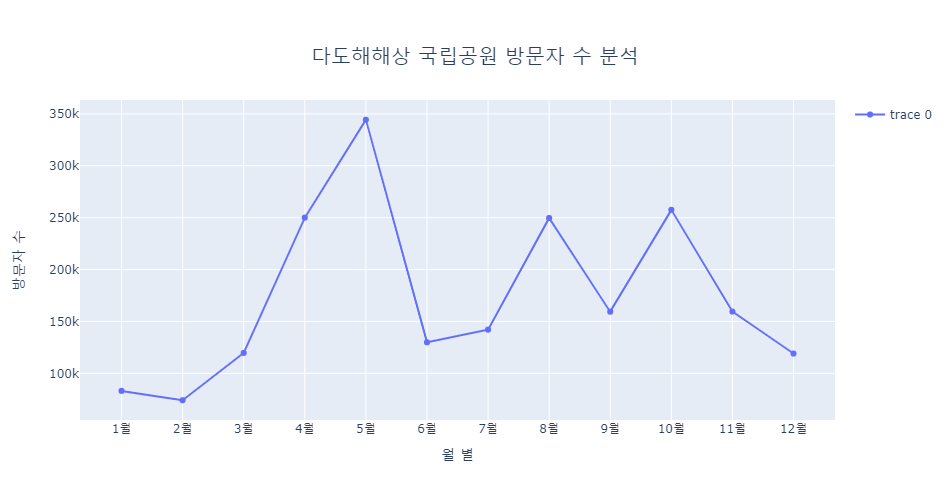 다도해해상 국립공원 방문자 수 분석
trace 0
방문자 수
350k
300k
250k
200k
150k
100k
1월 2월 3월 4월 5월 6월 7월 8월 9월 10월 11월 12월
월 별